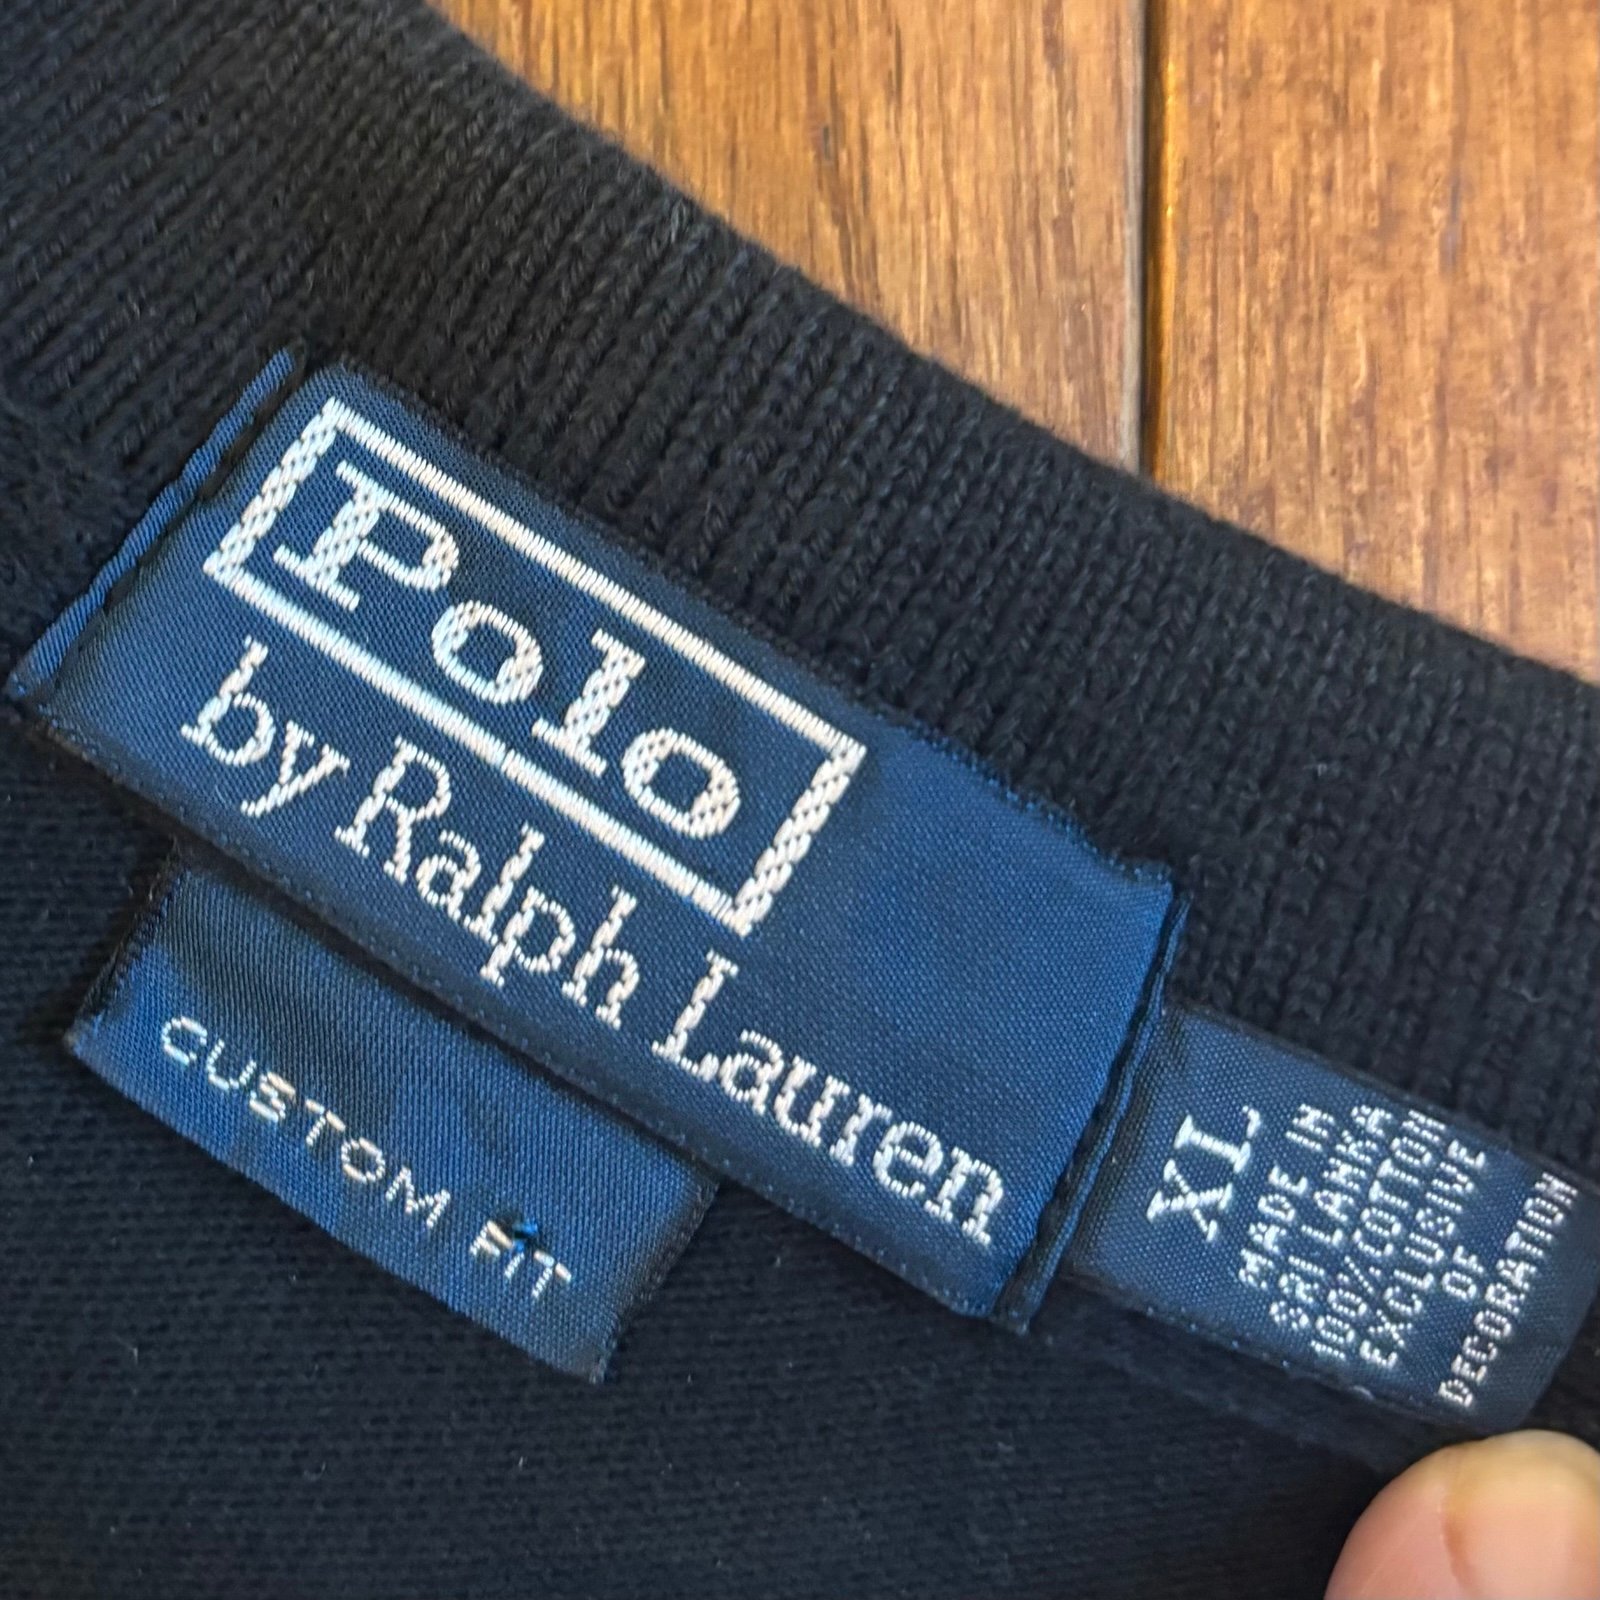 Polo
by Ralph Lauren
CUSTOM FIT
XL
MADE IN
SRI LANKA
100%COTTON
EXCLUSIVE
OF
DECORATION